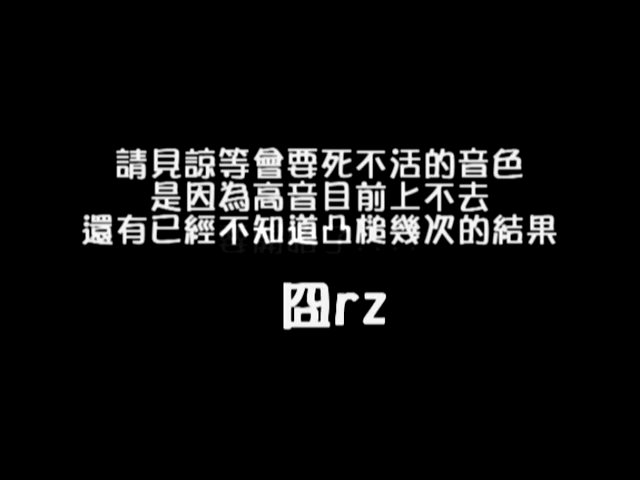 請見諒等會要死不活的音色
是因為高音目前上不去
還有已經不知道凸槌幾次的結果
囧rz